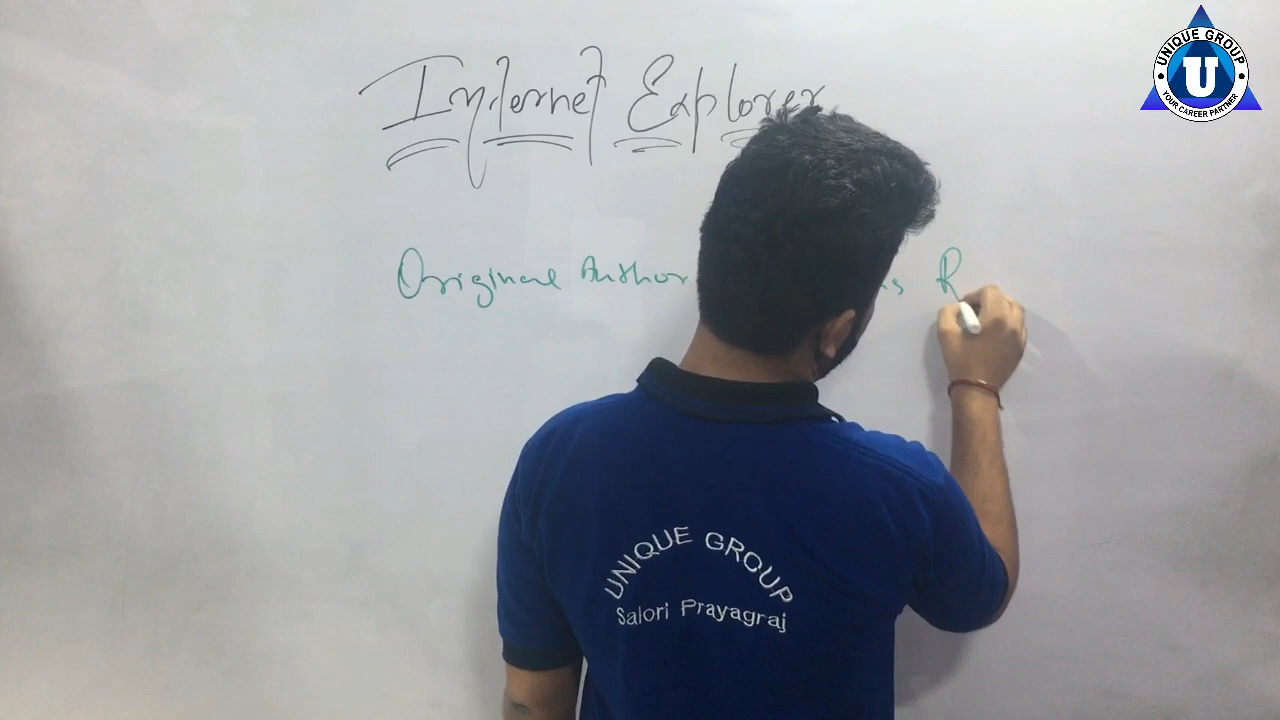 Internet Explorer
Original Author
R
UNIQUE GROUP
Salori Prayagraj
UNIQUE GROUP
U
YOUR CAREER PARTNER